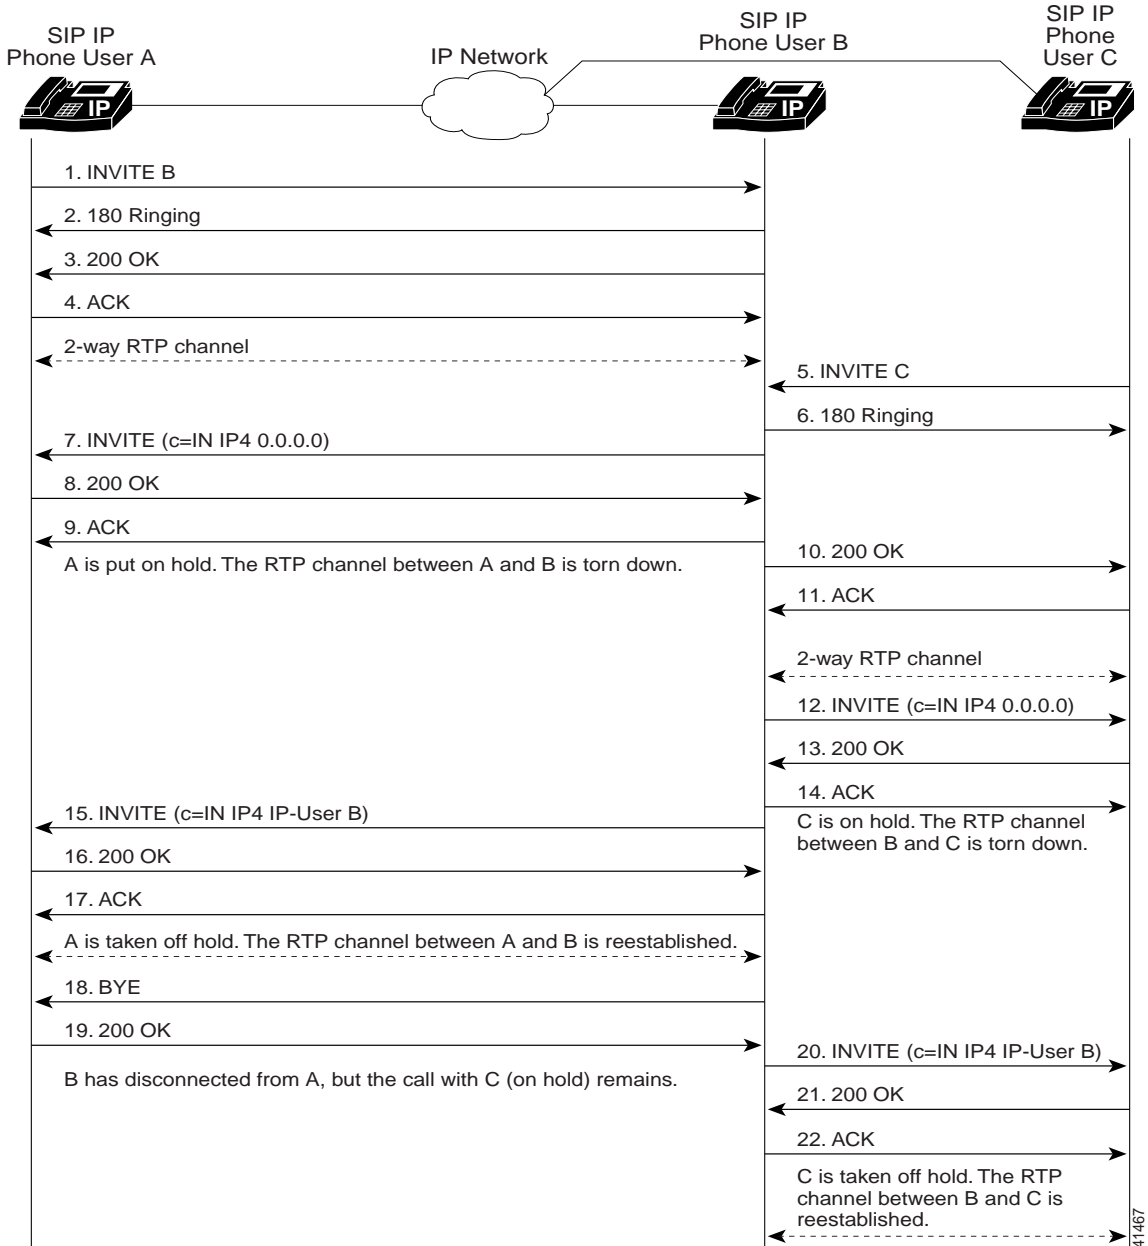 SIP IP
Phone User A
IP Network
SIP IP
Phone User B
SIP IP
Phone
User C
IP
IP
IP
1. INVITE B
2. 180 Ringing
3. 200 OK
4. ACK
2-way RTP channel
5. INVITE C
6. 180 Ringing
7. INVITE (c=IN IP4 0.0.0.0)
8. 200 OK
9. ACK
A is put on hold. The RTP channel between A and B is torn down.
10. 200 OK
11. ACK
2-way RTP channel
12. INVITE (c=IN IP4 0.0.0.0)
13. 200 OK
14. ACK
C is on hold. The RTP channel
between B and C is torn down.
15. INVITE (c=IN IP4 IP-User B)
16. 200 OK
17. ACK
A is taken off hold. The RTP channel between A and B is reestablished.
18. BYE
19. 200 OK
B has disconnected from A, but the call with C (on hold) remains.
20. INVITE (c=IN IP4 IP-User B)
21. 200 OK
22. ACK
C is taken off hold. The RTP
channel between B and C is
reestablished.
41467